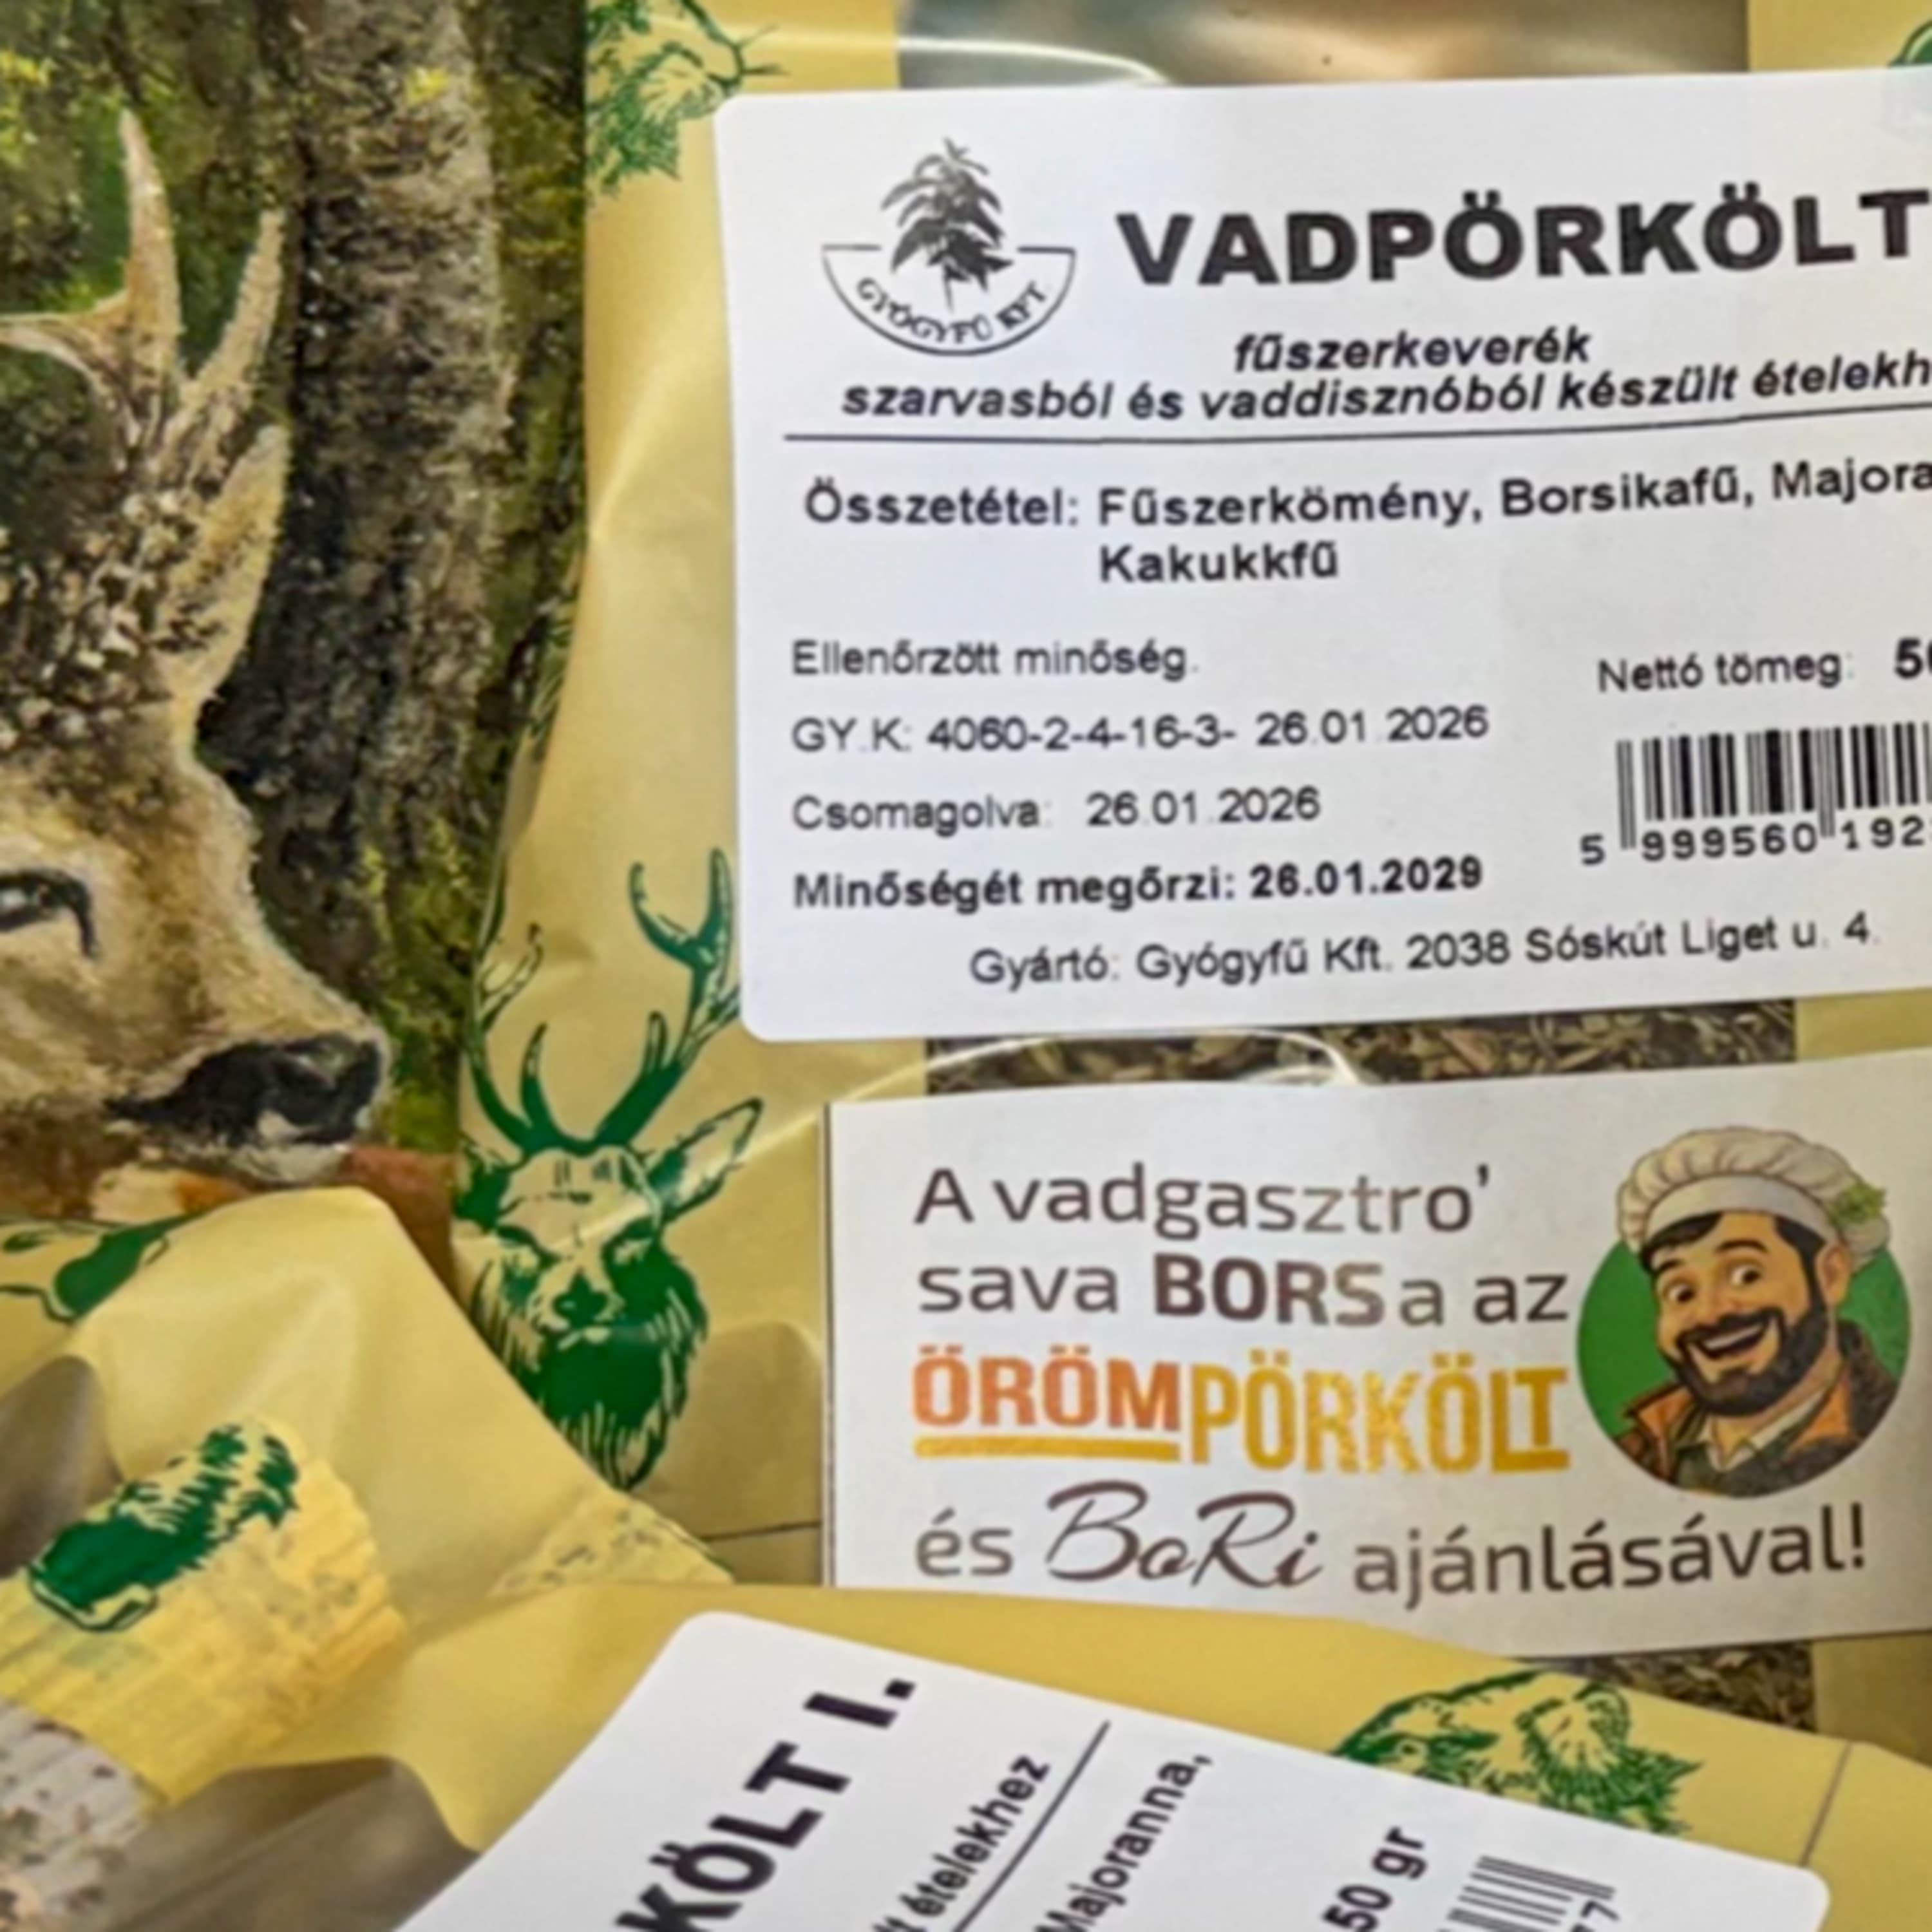 GYÓGYFŰ KFT
VADPÖRKÖLT
fűszerkeverék
szarvasból és vaddisznóból készült ételekh
Összetétel: Fűszerkömény, Borsikafű, Majora
Kakukkfű
Ellenőrzött minőség.
Nettó tömeg: 50
GY.K: 4060-2-4-16-3- 26.01.2026
Csomagolva: 26.01.2026
5 999560 192
Minőségét megőrzi: 26.01.2029
Gyártó: Gyógyfű Kft. 2038 Sóskút Liget u. 4.
A vadgasztro'
sava BORSa az
ÖRÖMPÖRKÖLT
és BoRi ajánlásával!
KÖLT I.
t ételekhez
Majoranna,
50 gr